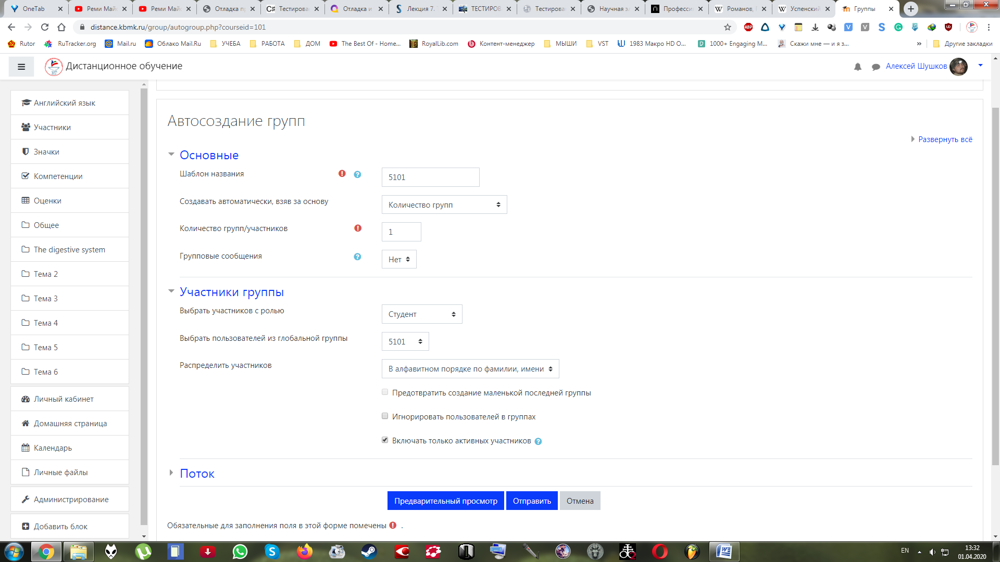 OneTab
Реми Май
Реми Май
Отладка п
Тестирова
Отладка и
Лекция 7.
ТЕСТИРОВ
Тестирова
Научная э
Професси
Романов,
Успенский
Группы
distance.kbmk.ru/group/autogroup.php?courseid=101
Rutor
RuTracker.org
Mail.ru
Облако Mail.Ru
УЧЕБА
РАБОТА
ДОМ
The Best Of - Home...
RoyalLib.com
Контент-менеджер
МЫШИ
VST
1983 Макро HD O...
1000+ Engaging M...
Скажи мне — и я з...
»
Другие закладки
Дистанционное обучение
Алексей Шушков
Английский язык
Участники
Значки
Компетенции
Оценки
Общее
The digestive system
Тема 2
Тема 3
Тема 4
Тема 5
Тема 6
Личный кабинет
Домашняя страница
Календарь
Личные файлы
Администрирование
Добавить блок
Автосоздание групп
Развернуть всё
Основные
Шаблон названия
5101
Создавать автоматически, взяв за основу
Количество групп
Количество групп/участников
1
Групповые сообщения
Нет
Участники группы
Выбрать участников с ролью
Студент
Выбрать пользователей из глобальной группы
5101
Распределить участников
В алфавитном порядке по фамилии, имени
Предотвратить создание маленькой последней группы
Игнорировать пользователей в группах
Включать только активных участников
Поток
Предварительный просмотр
Отправить
Отмена
Обязательные для заполнения поля в этой форме помечены .
EN
13:32
01.04.2020